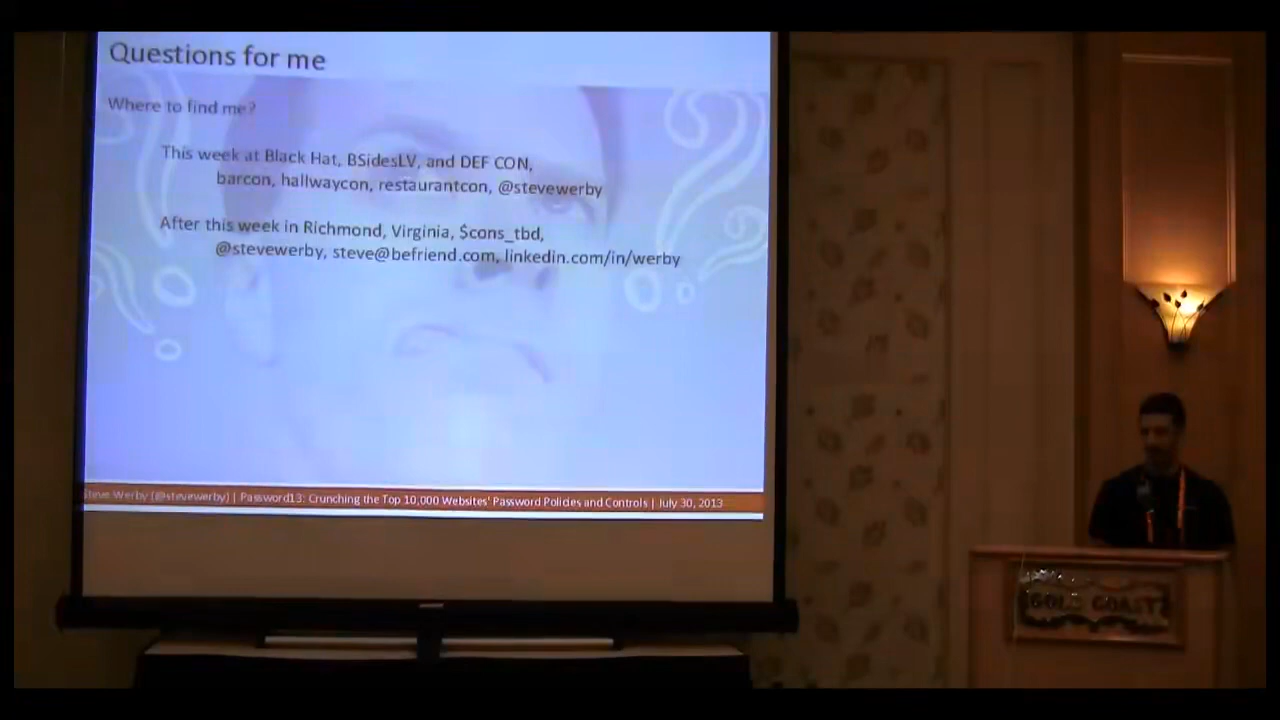 Questions for me
Where to find me?
This week at Black Hat, BSidesLV, and DEF CON,
barcon, hallwaycon, restaurantcon, @stevewerby
After this week in Richmond, Virginia, $cons_tbd,
@stevewerby, steve@befriend.com, linkedin.com/in/werby
Steve Werby (@stevewerby) | Password13: Crunching the Top 10,000 Websites' Password Policies and Controls | July 30, 2013
GOLD COAST